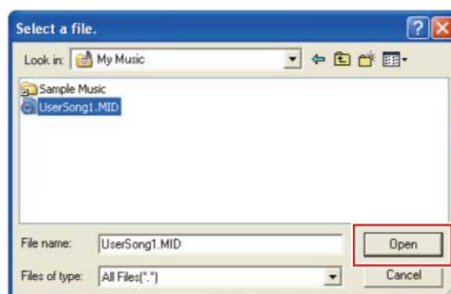 Select a file.
Look in: My Music
Sample Music
UserSong1.MID
File name: UserSong1.MID Open
Files of type: All Files(*.*) Cancel